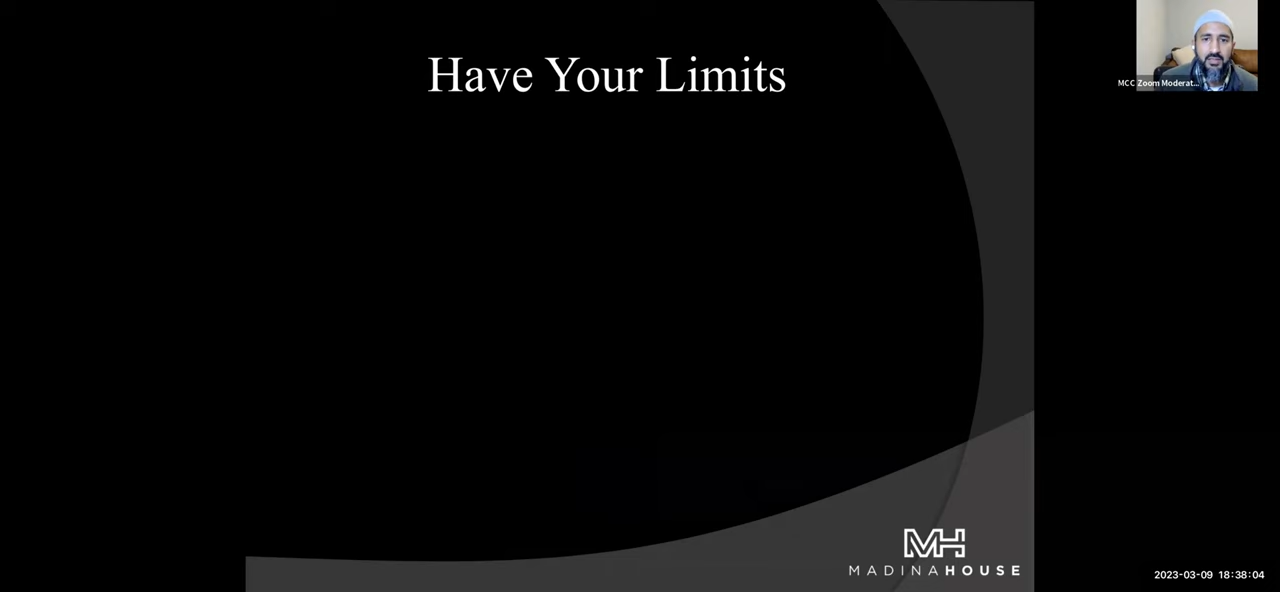 Have Your Limits
MCC Zoom Moderat...
MH
MADINAHOUSE
2023-03-09 18:38:04